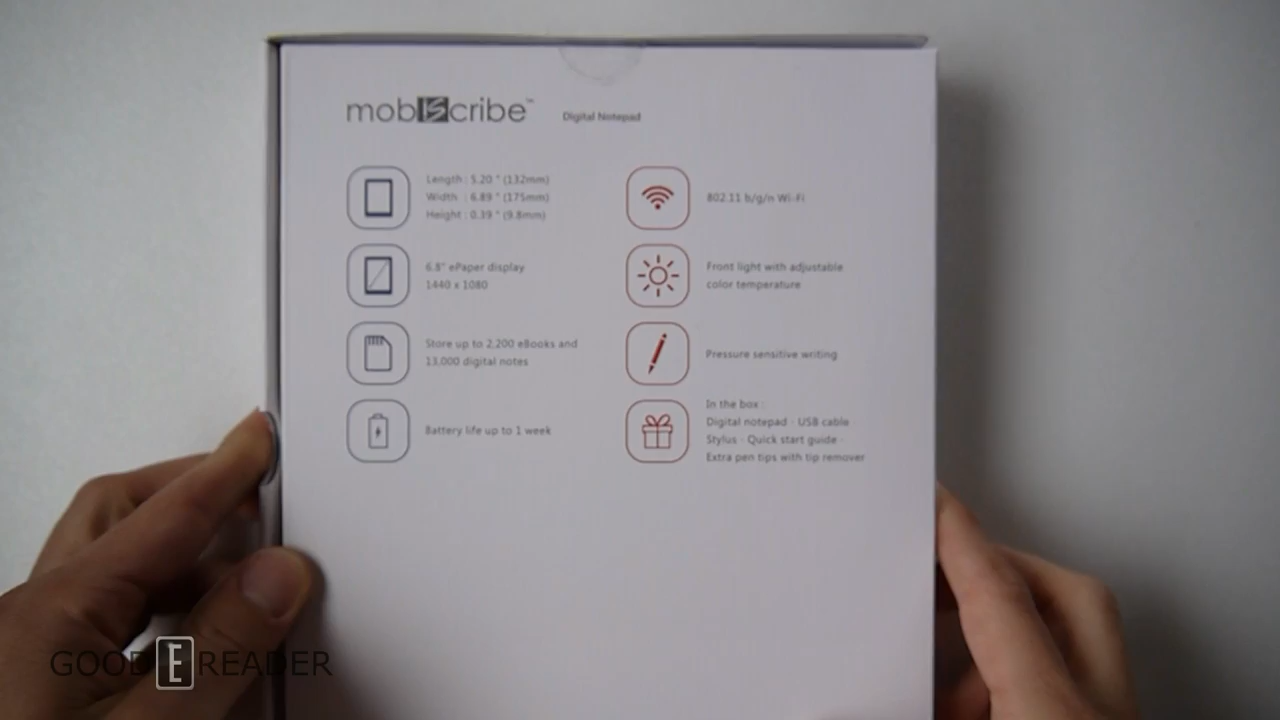 mobiscribe™ Digital Notepad
Length : 5.20 " (132mm)
Width : 6.89 " (175mm)
Height : 0.39 " (9.8mm)
6.8" ePaper display
1440 x 1080
Store up to 2,200 eBooks and
13,000 digital notes
Battery life up to 1 week
802.11 b/g/n Wi-Fi
Front light with adjustable
color temperature
Pressure sensitive writing
In the box :
Digital notepad · USB cable
Stylus · Quick start guide ·
Extra pen tips with tip remover
GOOD E READER